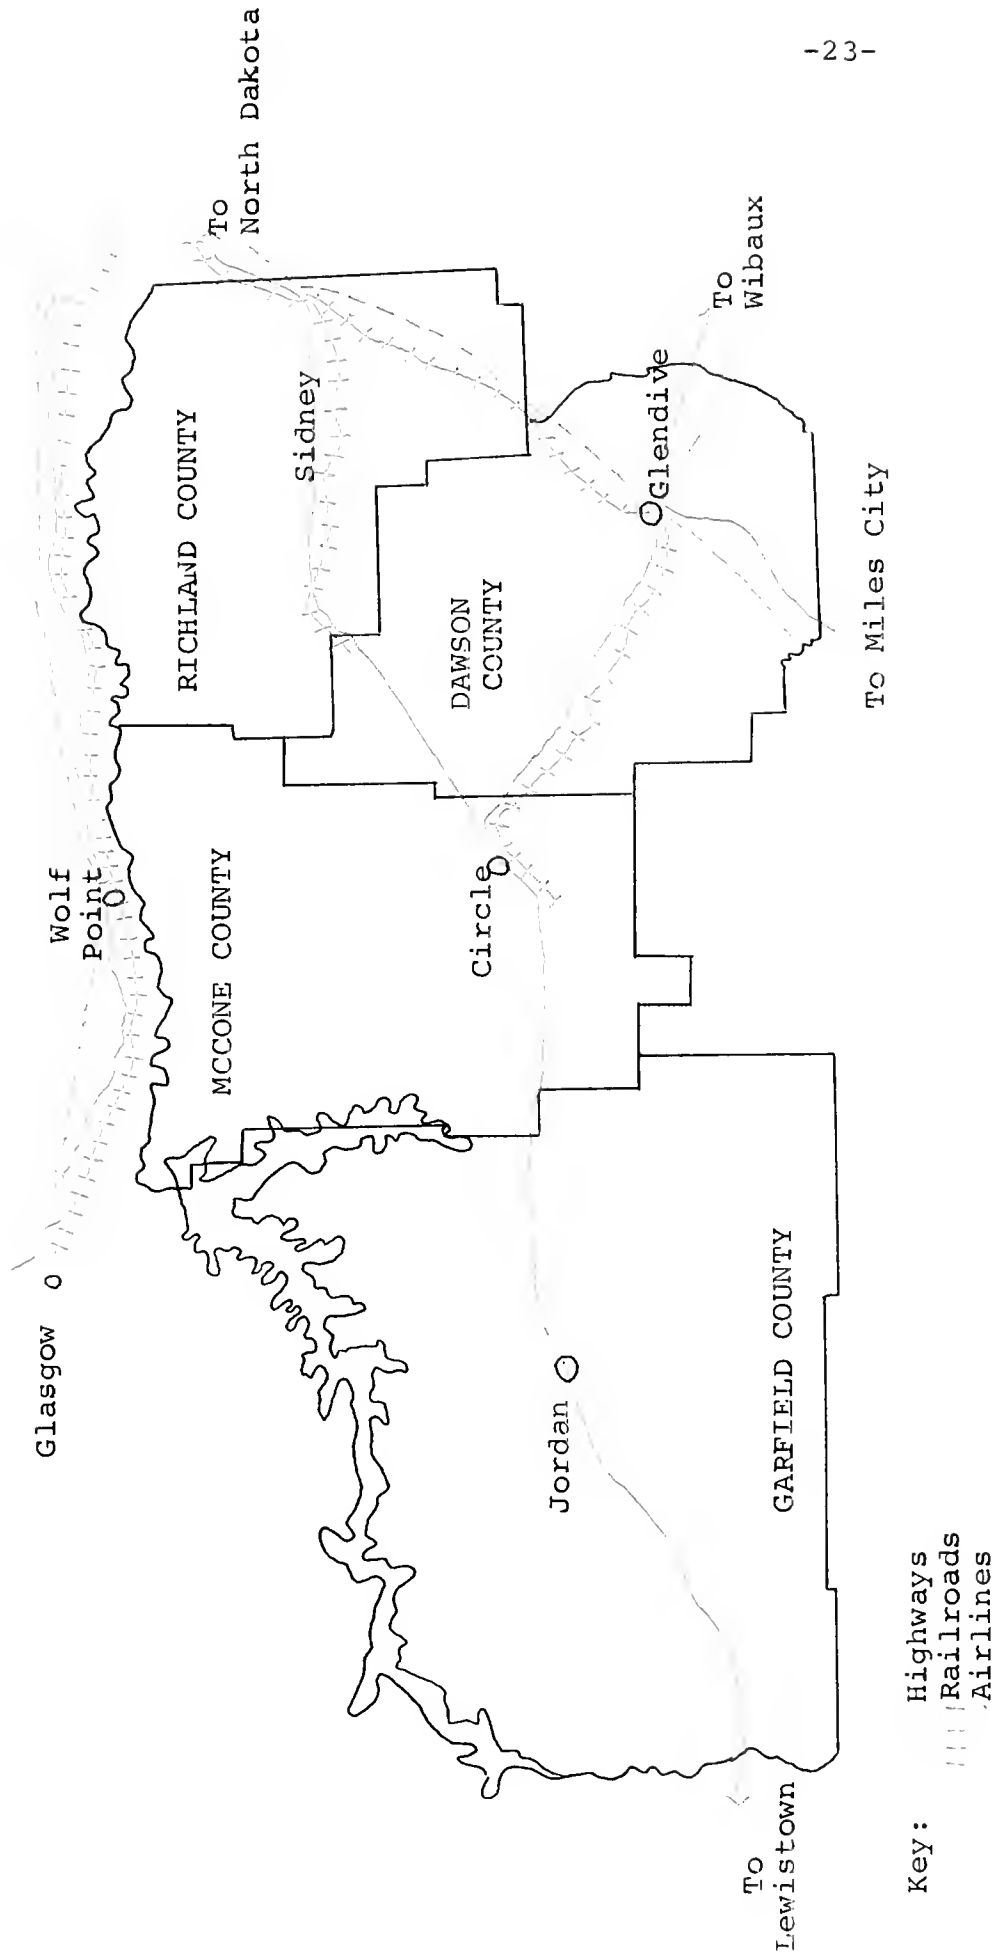 -23-
Glasgow
Wolf
Point
To
North Dakota
RICHLAND COUNTY
Sidney
MCCONE COUNTY
DAWSON
COUNTY
Circle
Glendive
To
Wibaux
Jordan
GARFIELD COUNTY
To Miles City
To
Lewistown
Key:
Highways
Railroads
Airlines